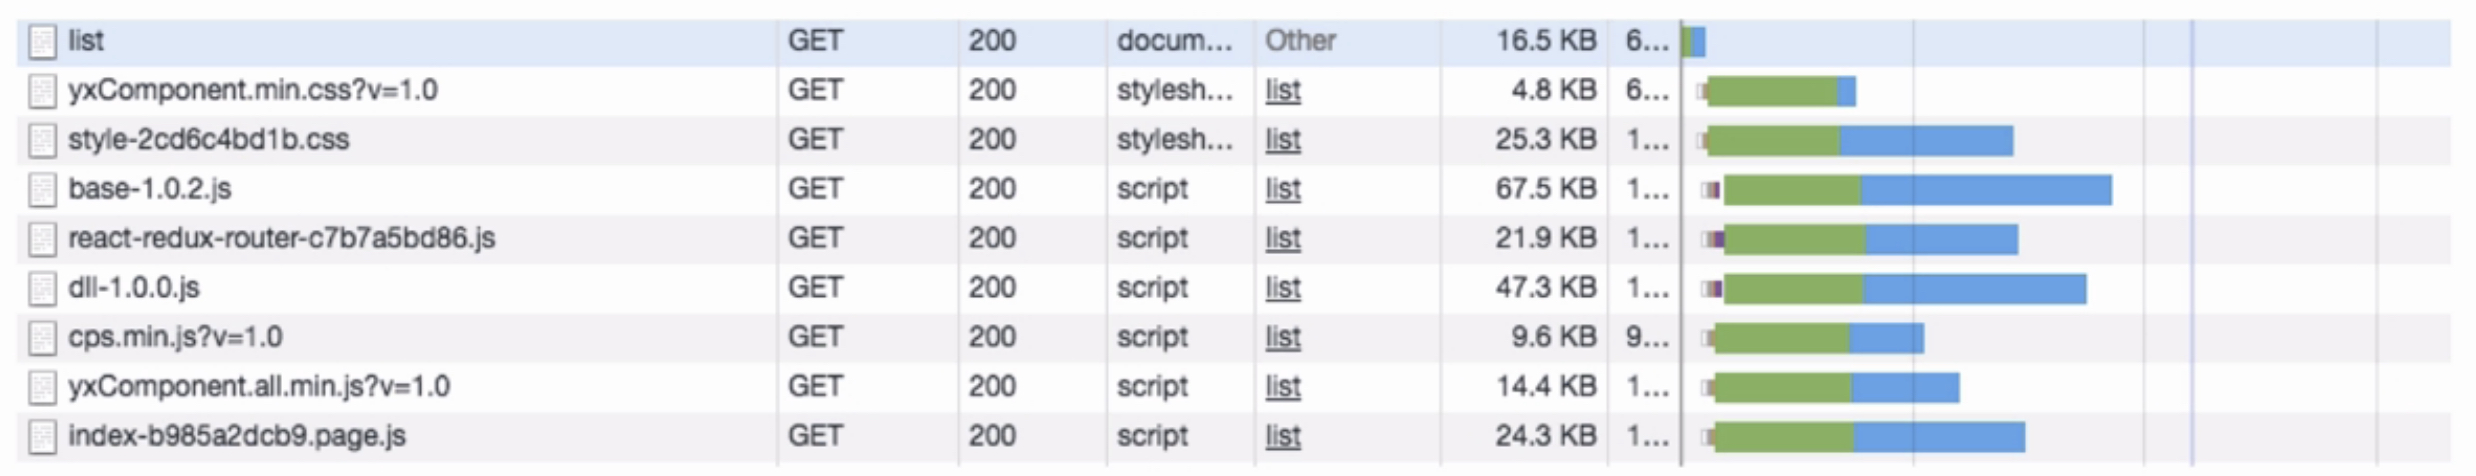 list GET 200 docum... Other 16.5 KB 6...
yxComponent.min.css?v=1.0 GET 200 stylesh... list 4.8 KB 6...
style-2cd6c4bd1b.css GET 200 stylesh... list 25.3 KB 1...
base-1.0.2.js GET 200 script list 67.5 KB 1...
react-redux-router-c7b7a5bd86.js GET 200 script list 21.9 KB 1...
dll-1.0.0.js GET 200 script list 47.3 KB 1...
cps.min.js?v=1.0 GET 200 script list 9.6 KB 9...
yxComponent.all.min.js?v=1.0 GET 200 script list 14.4 KB 1...
index-b985a2dcb9.page.js GET 200 script list 24.3 KB 1...